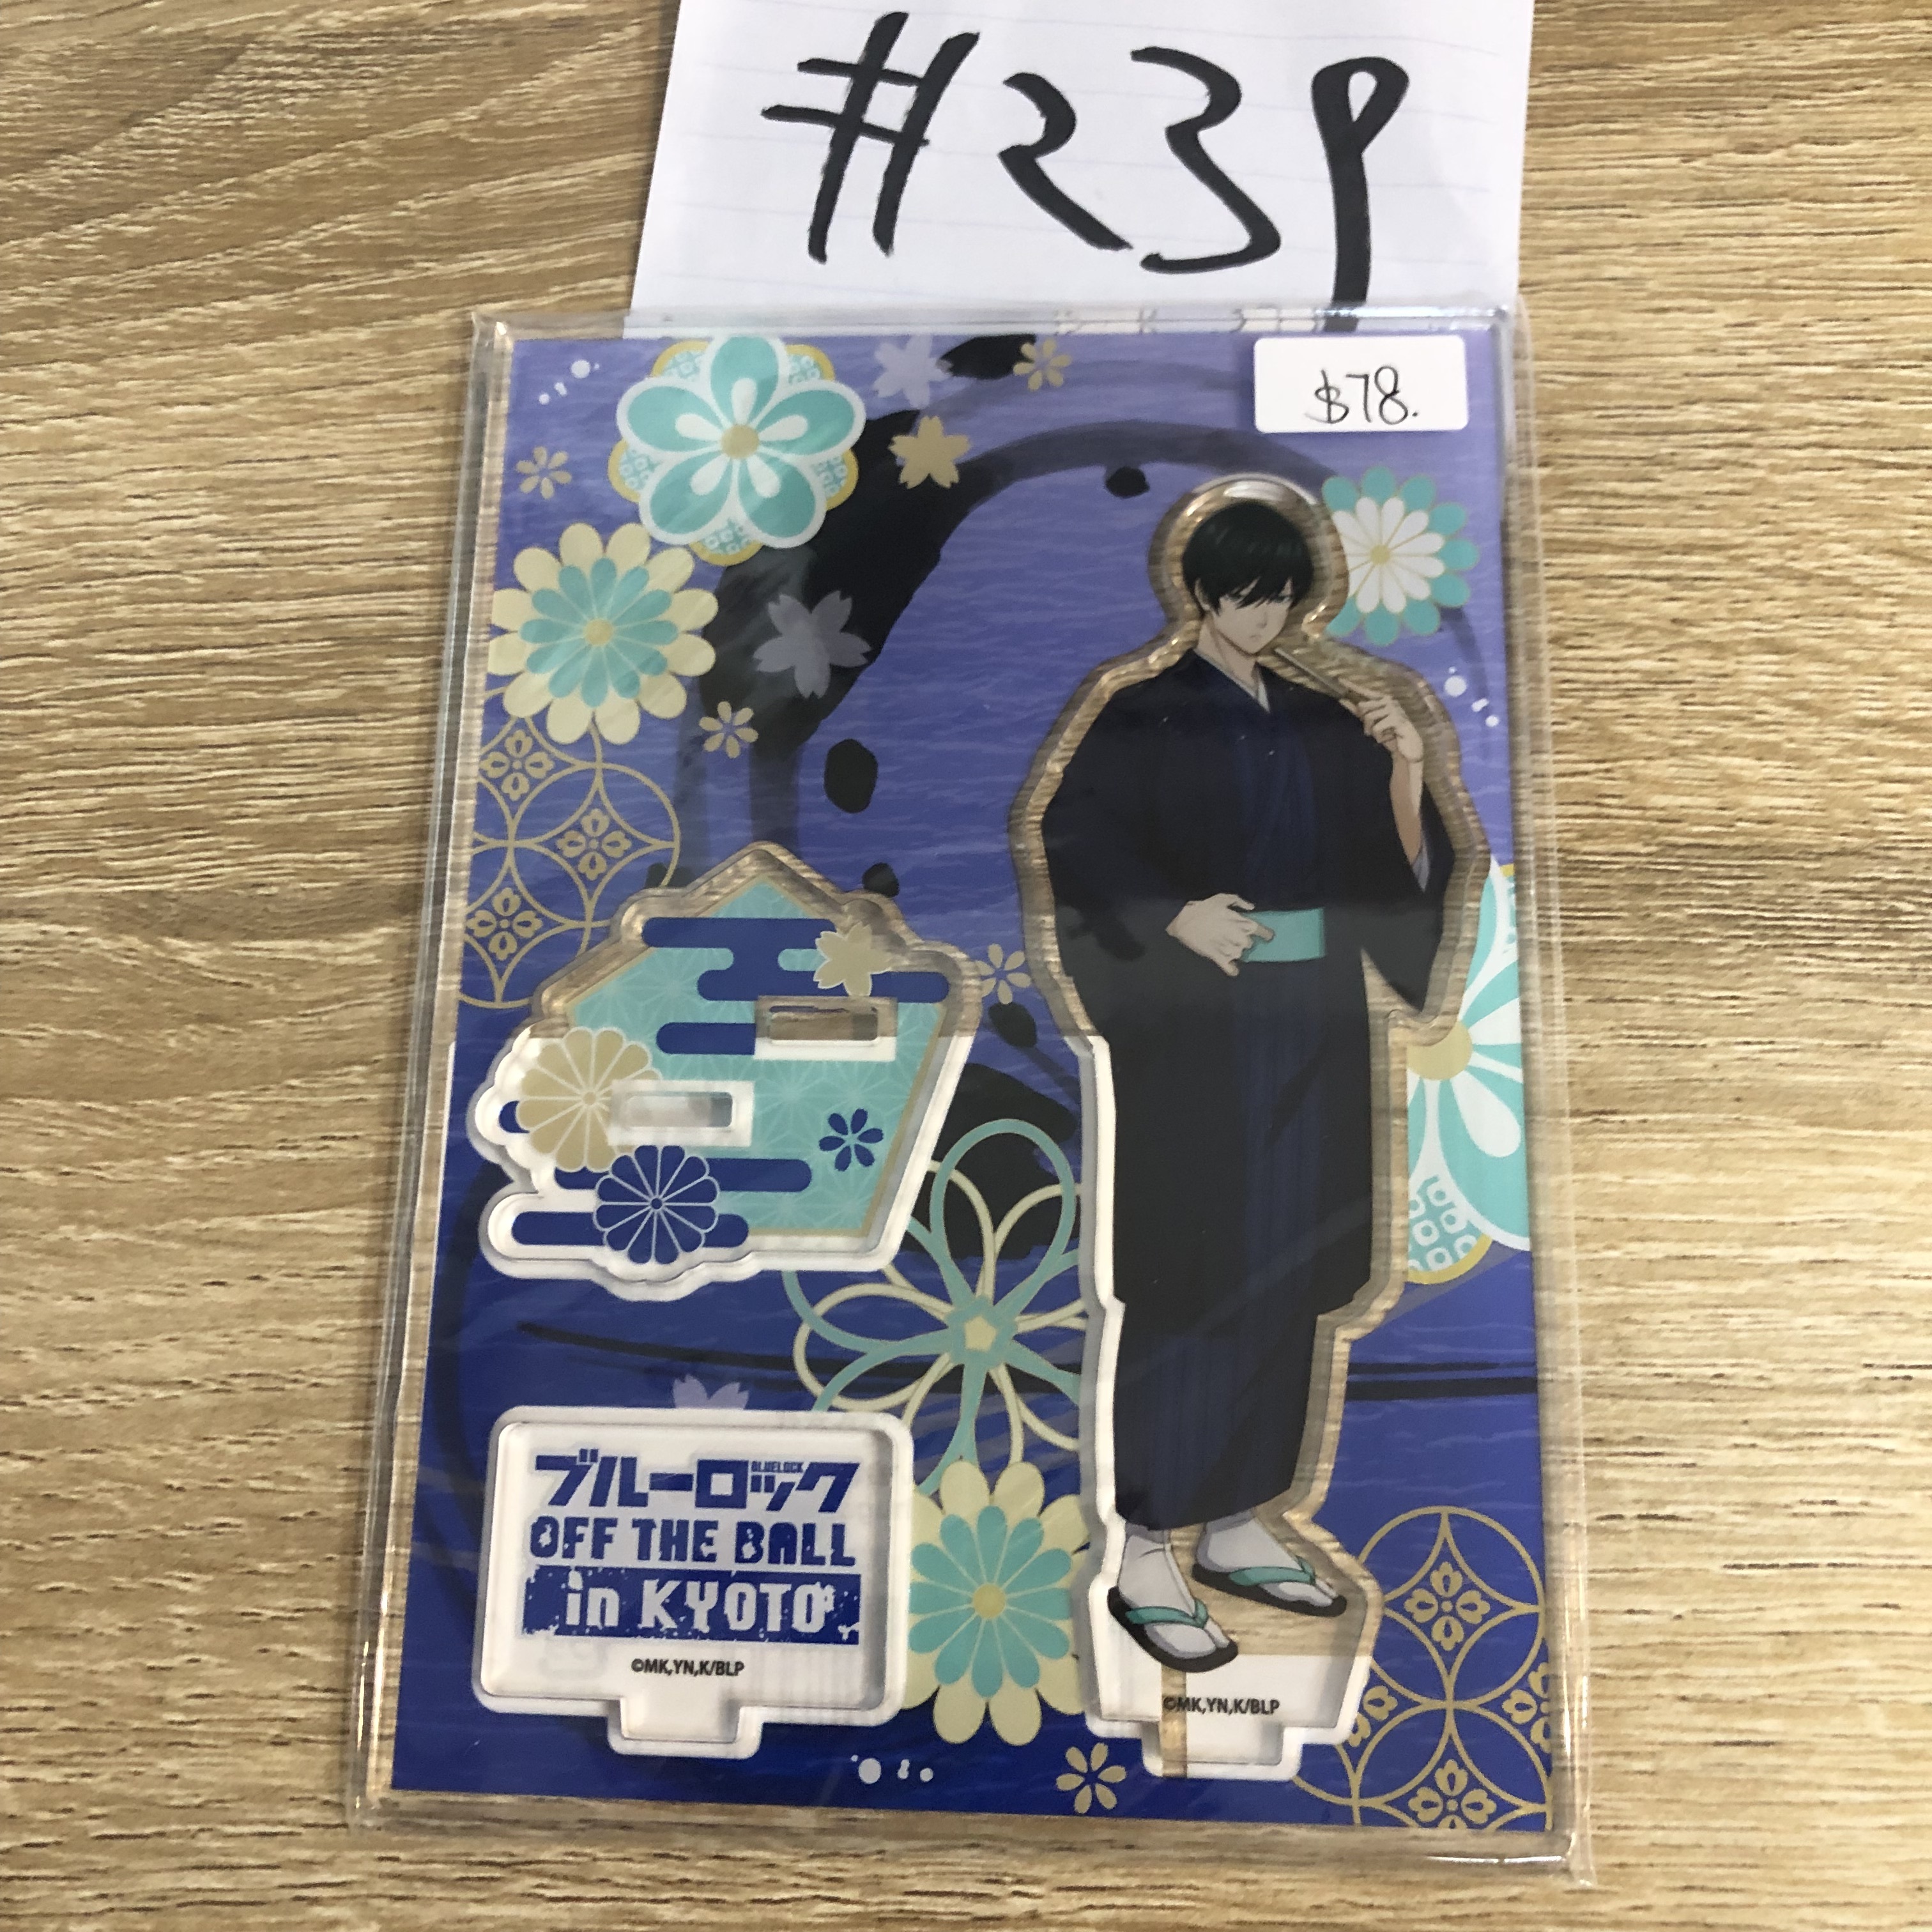 #239
$78.
ブルーロック
BLUELOCK
OFF THE BALL
in KYOTO
©MK,YN,K/BLP
©MK,YN,K/BLP